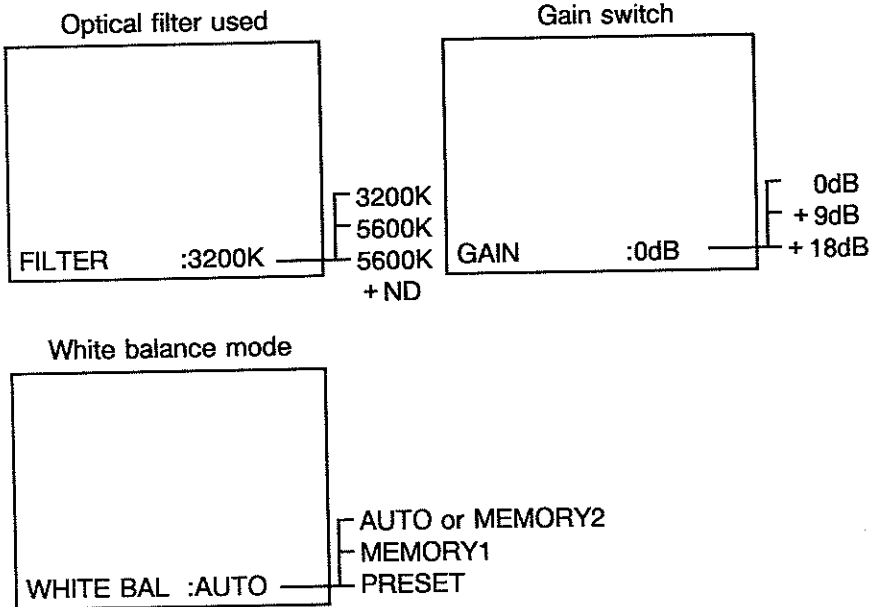 Optical filter used
FILTER :3200K
3200K
5600K
5600K
+ ND
Gain switch
GAIN :0dB
0dB
+ 9dB
+ 18dB
White balance mode
WHITE BAL :AUTO
AUTO or MEMORY2
MEMORY1
PRESET